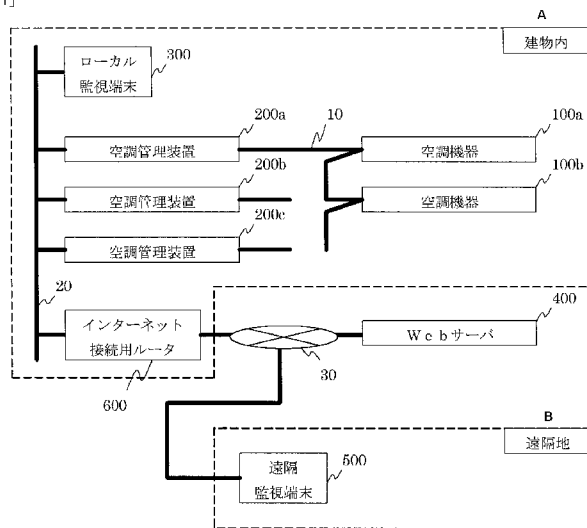 A
建物内
ローカル
監視端末
300
200a
10
100a
空調管理装置
空調機器
200b
100b
空調管理装置
空調機器
200c
空調管理装置
20
400
インターネット
接続用ルータ
Webサーバ
30
600
B
遠隔地
遠隔
監視端末
500